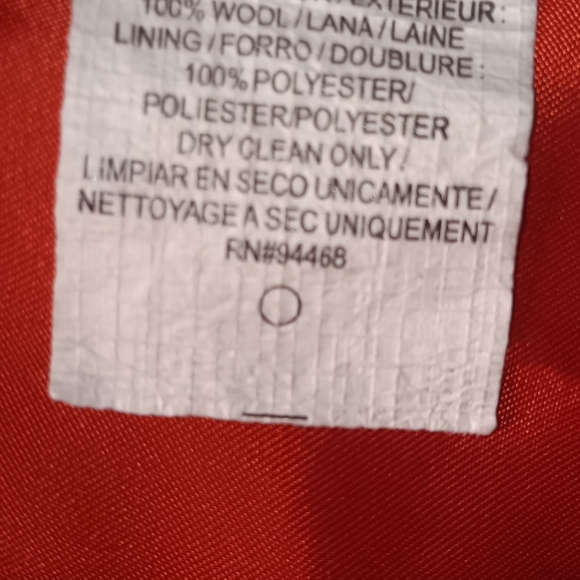 EXTERIEUR:
100% WOOL/LANA/LAINE
LINING/FORRO/DOUBLURE:
100% POLYESTER/
POLIESTER/POLYESTER
DRY CLEAN ONLY/
LIMPIAR EN SECO UNICAMENTE/
NETTOYAGE A SEC UNIQUEMENT
RN#94468